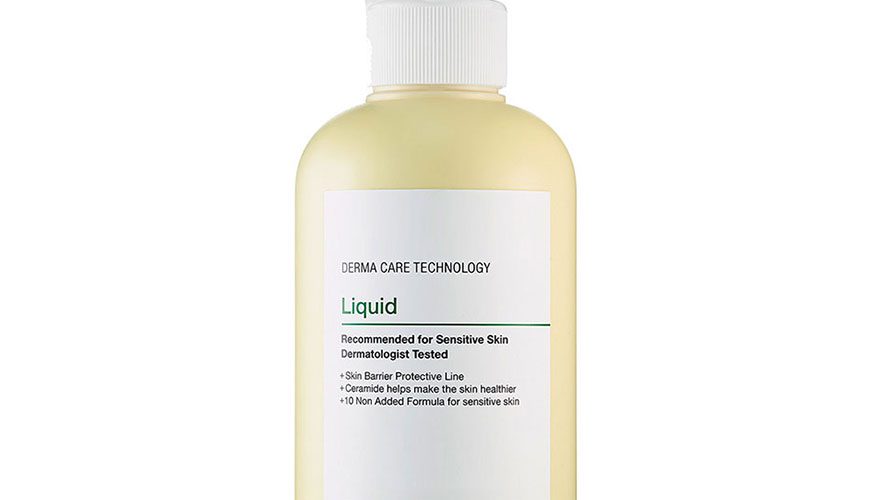 DERMA CARE TECHNOLOGY
Liquid
Recommended for Sensitive Skin
Dermatologist Tested
+Skin Barrier Protective Line
+Ceramide helps make the skin healthier
+10 Non Added Formula for sensitive skin